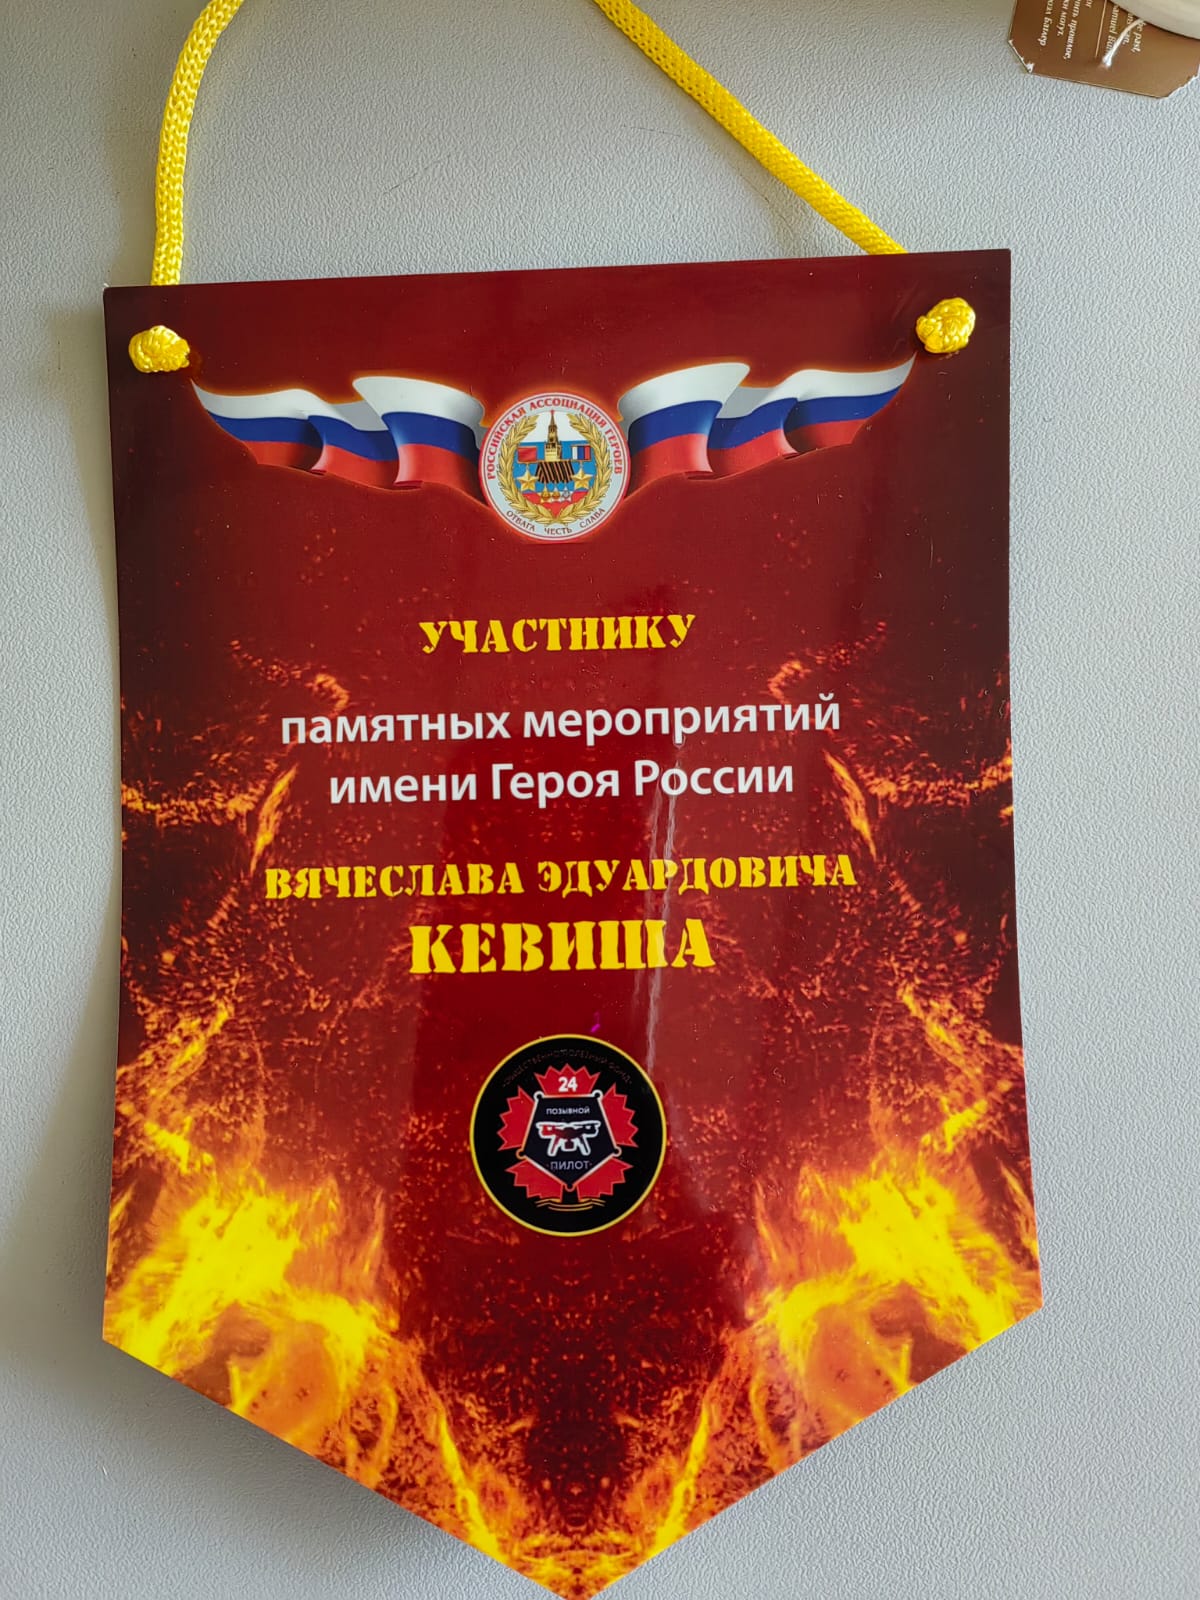 РОССИЙСКАЯ АССОЦИАЦИЯ ГЕРОЕВ
ОТВАГА ЧЕСТЬ СЛАВА
УЧАСТНИКУ
памятных мероприятий
имени Героя России
ВЯЧЕСЛАВА ЭДУАРДОВИЧА
КЕВИША
24
ПОЗЫВНОЙ
ПИЛОТ